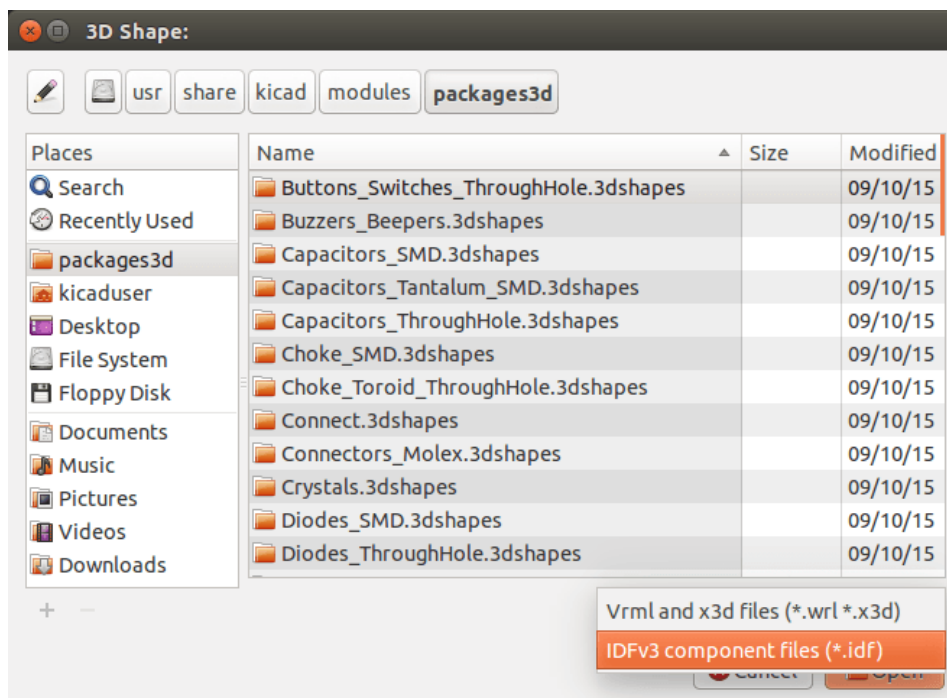 3D Shape:
usr share kicad modules packages3d
Places
Search
Recently Used
packages3d
kicaduser
Desktop
File System
Floppy Disk
Documents
Music
Pictures
Videos
Downloads
Name Size Modified
Buttons_Switches_ThroughHole.3dshapes 09/10/15
Buzzers_Beepers.3dshapes 09/10/15
Capacitors_SMD.3dshapes 09/10/15
Capacitors_Tantalum_SMD.3dshapes 09/10/15
Capacitors_ThroughHole.3dshapes 09/10/15
Choke_SMD.3dshapes 09/10/15
Choke_Toroid_ThroughHole.3dshapes 09/10/15
Connect.3dshapes 09/10/15
Connectors_Molex.3dshapes 09/10/15
Crystals.3dshapes 09/10/15
Diodes_SMD.3dshapes 09/10/15
Diodes_ThroughHole.3dshapes 09/10/15
Vrml and x3d files (*.wrl *.x3d)
IDFv3 component files (*.idf)
Cancel Open